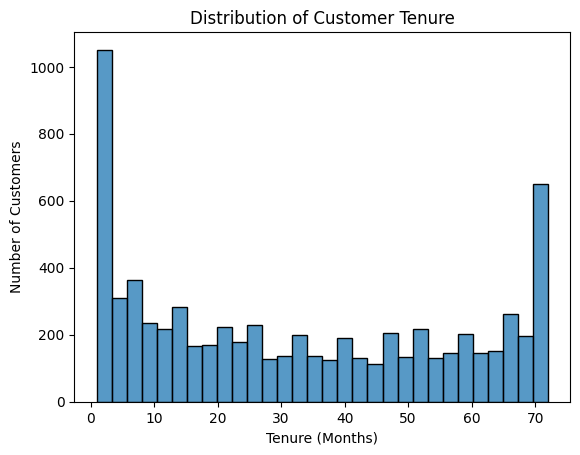 Distribution of Customer Tenure
1000
800
600
400
200
0
Number of Customers
0 10 20 30 40 50 60 70
Tenure (Months)